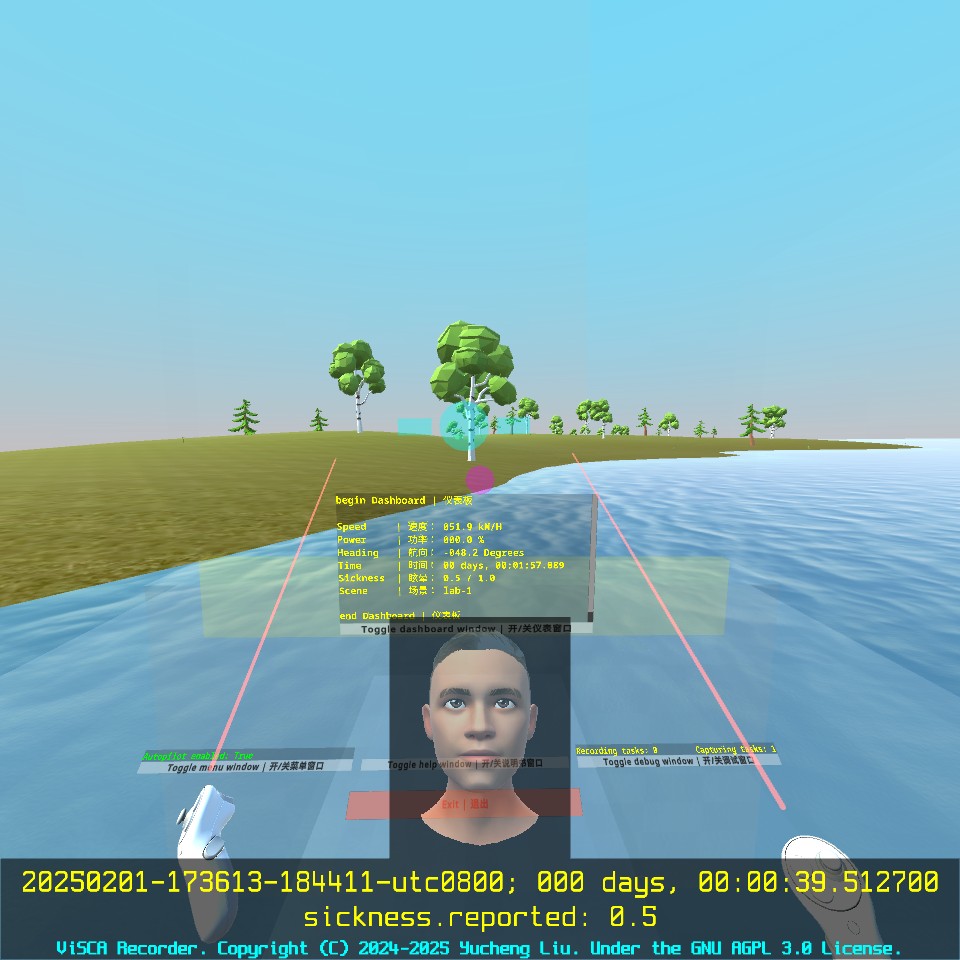 begin Dashboard | 仪表板
Speed | 速度: 051.9 kN/H
Power | 功率: 000.0 %
Heading | 航向: -048.2 Degrees
Time | 时间: 00 days, 00:01:57.089
Sickness | 眩晕: 0.5 / 1.0
Scene | 场景: lab-1
end Dashboard | 仪表板
Toggle dashboard window | 开/关仪表窗口
Autopilot enabled: True
Toggle menu window | 开/关菜单窗口
Toggle help window | 开/关说明书窗口
Recording tasks: 0 Capturing tasks: 1
Toggle debug window | 开/关调试窗口
Exit | 退出
20250201-173613-184411-utc0800; 000 days, 00:00:39.512700
sickness.reported: 0.5
ViSCA Recorder. Copyright (C) 2024-2025 Yucheng Liu. Under the GNU AGPL 3.0 License.